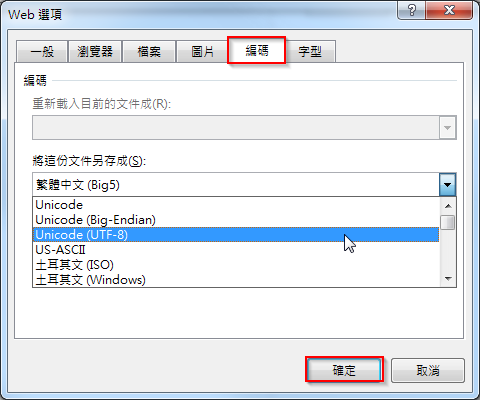 Web 選項
一般 瀏覽器 檔案 圖片 編碼 字型
編碼
重新載入目前的文件成(R):
將這份文件另存成(S):
繁體中文 (Big5)
Unicode
Unicode (Big-Endian)
Unicode (UTF-8)
US-ASCII
土耳其文 (ISO)
土耳其文 (Windows)
確定 取消